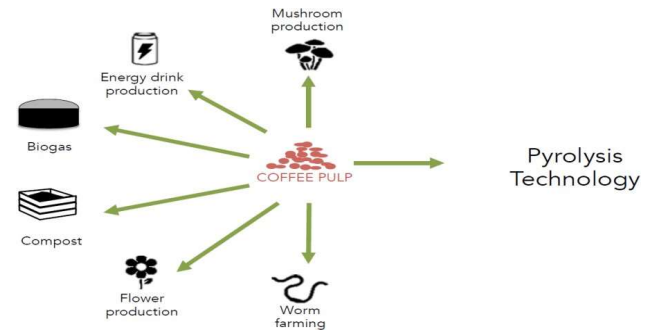 Mushroom
production
Energy drink
production
Biogas
COFFEE PULP
Pyrolysis
Technology
Compost
Flower
production
Worm
farming